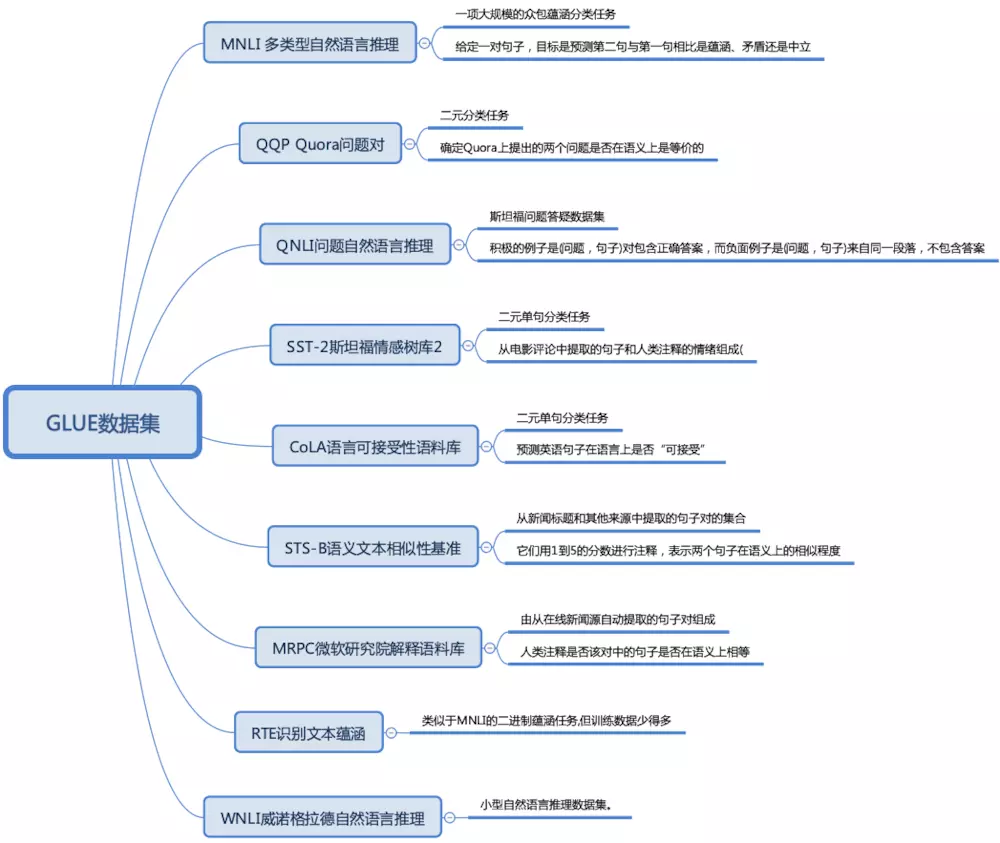 一项大规模的众包蕴涵分类任务
MNLI 多类型自然语言推理
给定一对句子，目标是预测第二句与第一句相比是蕴涵、矛盾还是中立
二元分类任务
QQP Quora问题对
确定Quora上提出的两个问题是否在语义上是等价的
斯坦福问题答疑数据集
QNLI问题自然语言推理
积极的例子是(问题，句子)对包含正确答案，而负面例子是(问题，句子)来自同一段落，不包含答案
二元单句分类任务
SST-2斯坦福情感树库2
从电影评论中提取的句子和人类注释的情绪组成(
GLUE数据集
二元单句分类任务
CoLA语言可接受性语料库
预测英语句子在语言上是否“可接受”
从新闻标题和其他来源中提取的句子对的集合
STS-B语义文本相似性基准
它们用1到5的分数进行注释，表示两个句子在语义上的相似程度
由从在线新闻源自动提取的句子对组成
MRPC微软研究院解释语料库
人类注释是否该对中的句子是否在语义上相等
RTE识别文本蕴涵
类似于MNLI的二进制蕴涵任务,但训练数据少得多
WNLI威诺格拉德自然语言推理
小型自然语言推理数据集。